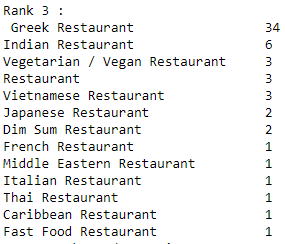 Rank 3 :
Greek Restaurant 34
Indian Restaurant 6
Vegetarian / Vegan Restaurant 3
Restaurant 3
Vietnamese Restaurant 3
Japanese Restaurant 2
Dim Sum Restaurant 2
French Restaurant 1
Middle Eastern Restaurant 1
Italian Restaurant 1
Thai Restaurant 1
Caribbean Restaurant 1
Fast Food Restaurant 1